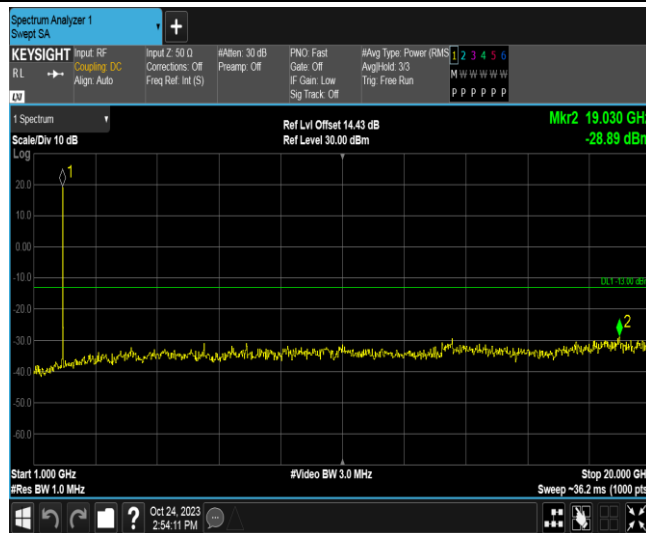 Spectrum Analyzer 1
Swept SA
+
KEYSIGHT
RL
LXI
Input: RF
Coupling: DC
Align: Auto
Input Z: 50 Ω
Corrections: Off
Freq Ref: Int (S)
#Atten: 30 dB
Preamp: Off
PNO: Fast
Gate: Off
IF Gain: Low
Sig Track: Off
#Avg Type: Power (RMS
Avg|Hold: 3/3
Trig: Free Run
1 2 3 4 5 6
M W W W W W
P P P P P P
1 Spectrum
Scale/Div 10 dB
Log
Ref Lvl Offset 14.43 dB
Ref Level 30.00 dBm
Mkr2 19.030 GHz
-28.89 dBm
1
20.0
10.0
0.00
-10.0
DL1 -13.00 dBm
-20.0
2
-30.0
-40.0
-50.0
-60.0
Start 1.000 GHz
#Video BW 3.0 MHz
Stop 20.000 GHz
#Res BW 1.0 MHz
Sweep ~36.2 ms (1000 pts)
?
Oct 24, 2023
2:54:11 PM